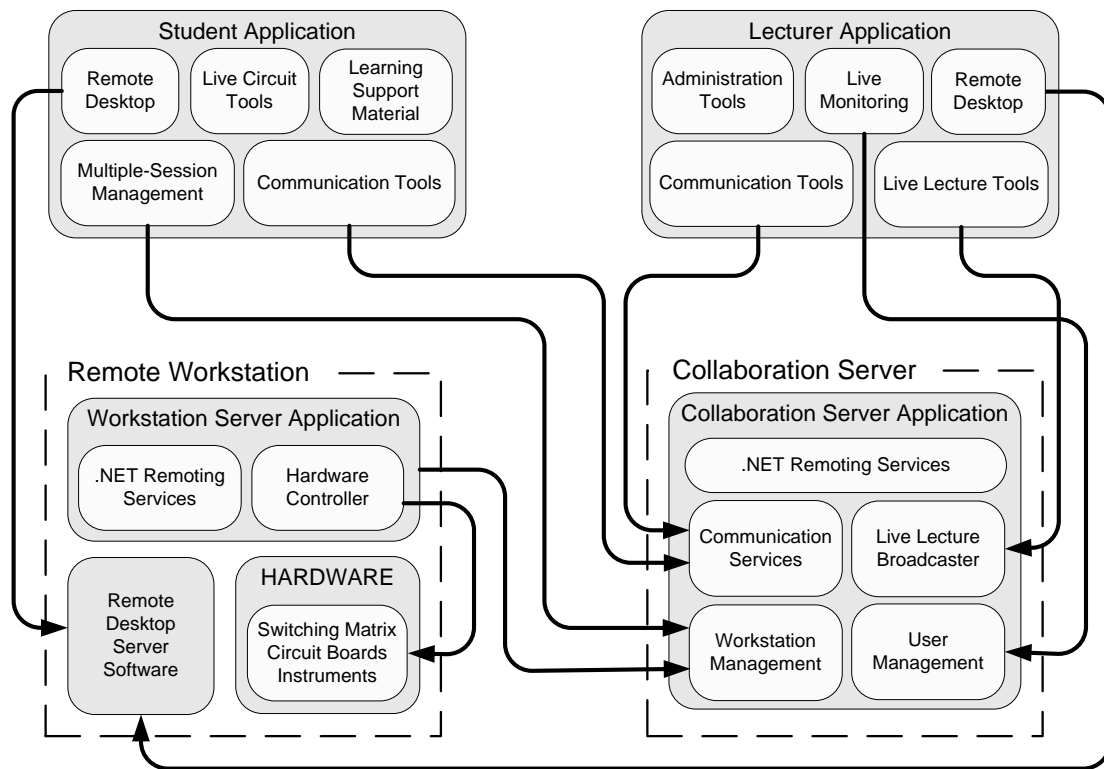 Student Application
Remote
Desktop
Live Circuit
Tools
Learning
Support
Material
Multiple-Session
Management
Communication Tools
Lecturer Application
Administration
Tools
Live
Monitoring
Remote
Desktop
Communication Tools
Live Lecture Tools
Remote Workstation
Workstation Server Application
.NET Remoting
Services
Hardware
Controller
Remote
Desktop
Server
Software
HARDWARE
Switching Matrix
Circuit Boards
Instruments
Collaboration Server
Collaboration Server Application
.NET Remoting Services
Communication
Services
Live Lecture
Broadcaster
Workstation
Management
User
Management